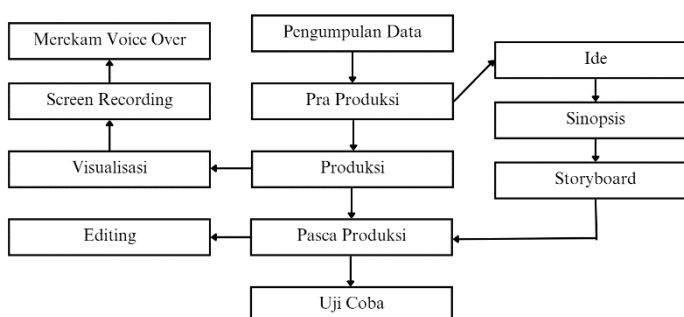 Merekam Voice Over
Pengumpulan Data
Ide
Screen Recording
Pra Produksi
Sinopsis
Visualisasi
Produksi
Storyboard
Editing
Pasca Produksi
Uji Coba